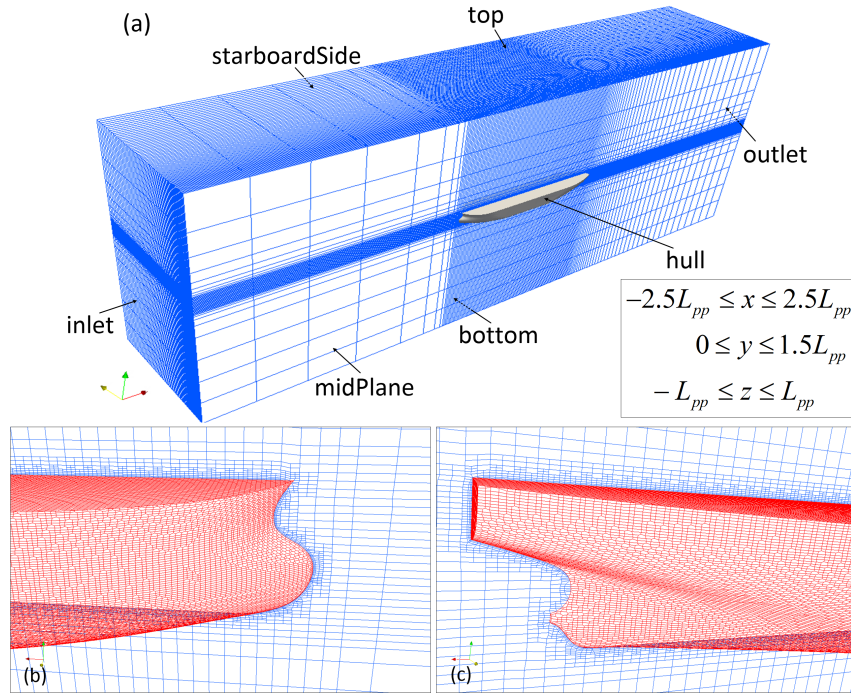 (a)
top
starboardSide
outlet
hull
inlet
bottom
midPlane
−2.5L_pp ≤ x ≤ 2.5L_pp
0 ≤ y ≤ 1.5L_pp
−L_pp ≤ z ≤ L_pp
(b)
(c)